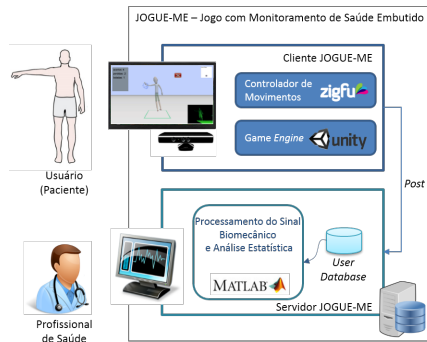 JOGUE-ME – Jogo com Monitoramento de Saúde Embutido
Cliente JOGUE-ME
Controlador de
Movimentos
zigfu
Game Engine
unity
Usuário
(Paciente)
Post
Processamento do Sinal
Biomecânico
e Análise Estatística
MATLAB
User
Database
Servidor JOGUE-ME
Profissional
de Saúde